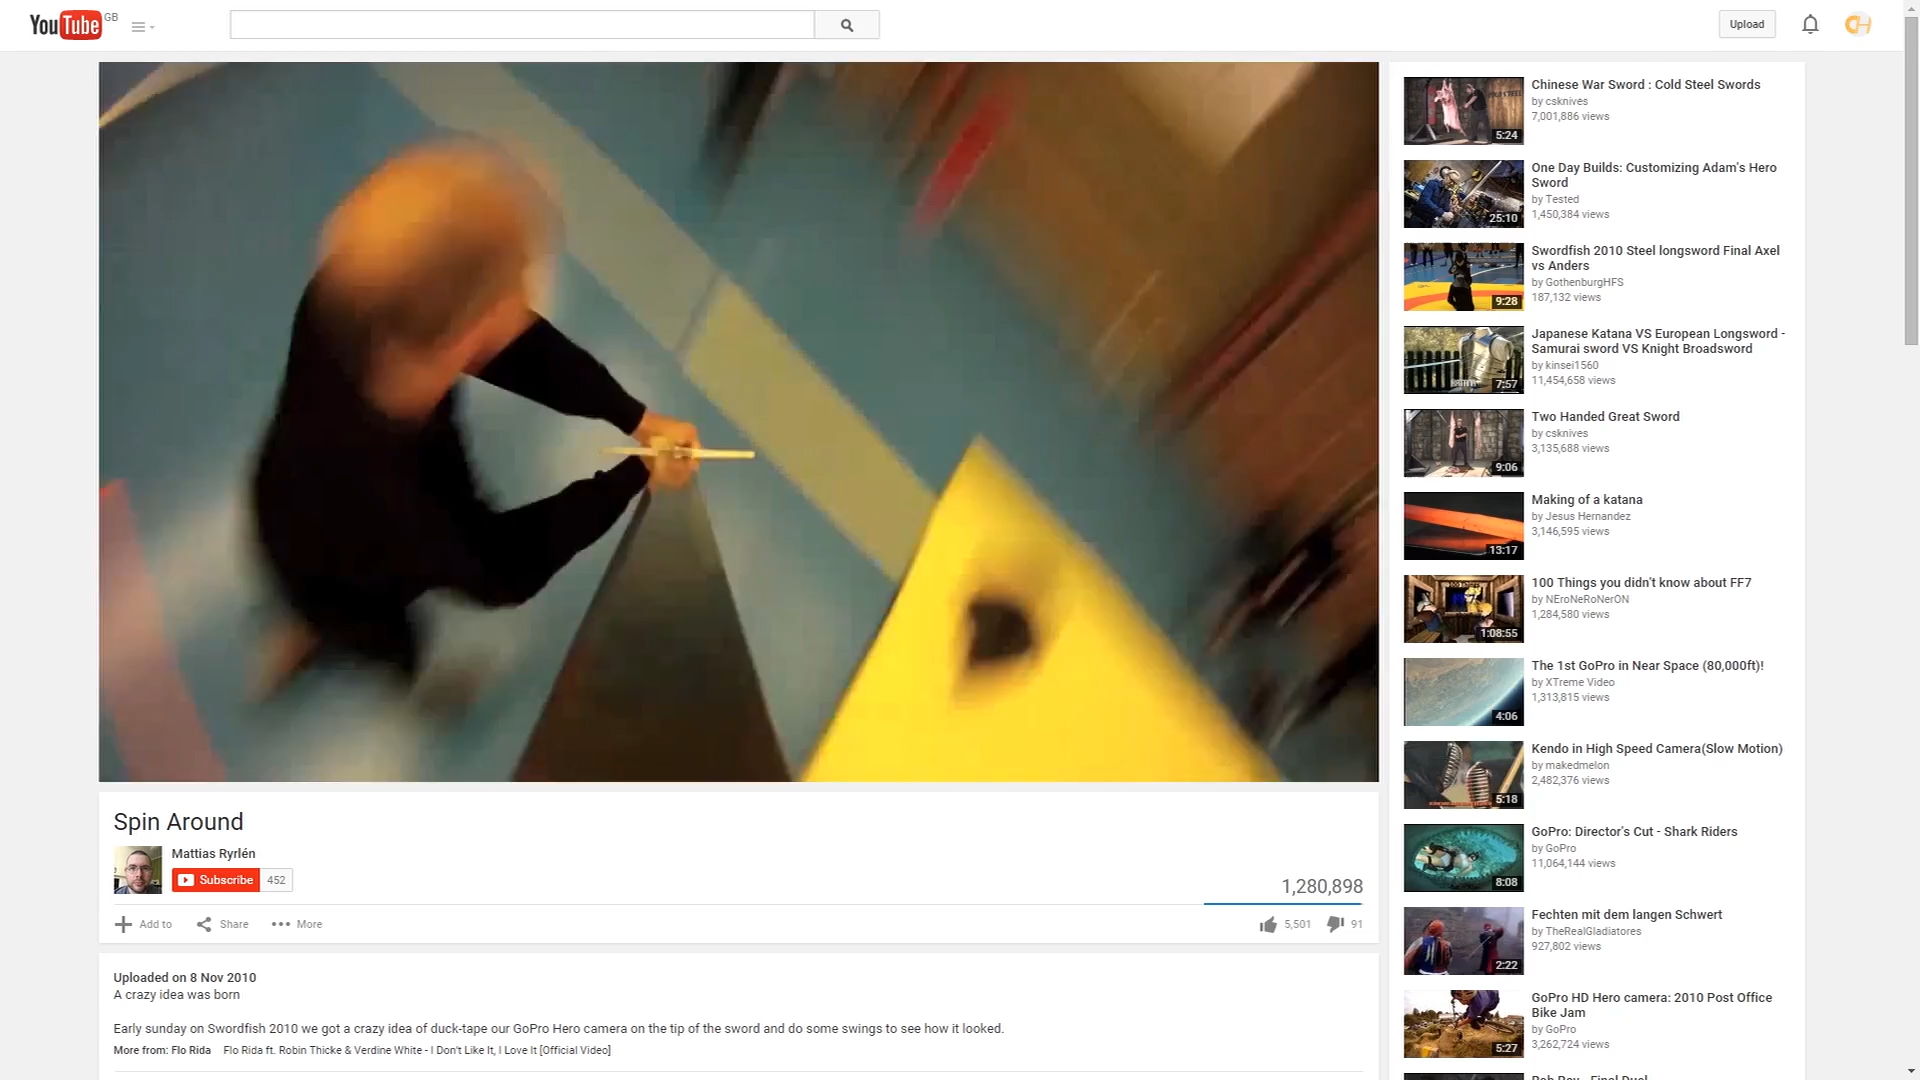 YouTube GB
Upload
Spin Around
Mattias Ryrlén
Subscribe 452
1,280,898
Add to Share More 5,501 91
Uploaded on 8 Nov 2010
A crazy idea was born
Early sunday on Swordfish 2010 we got a crazy idea of duck-tape our GoPro Hero camera on the tip of the sword and do some swings to see how it looked.
More from: Flo Rida Flo Rida ft. Robin Thicke & Verdine White - I Don't Like It, I Love It [Official Video]
Chinese War Sword : Cold Steel Swords
by csknives
7,001,886 views
5:24
One Day Builds: Customizing Adam's Hero
Sword
by Tested
1,450,384 views
25:10
Swordfish 2010 Steel longsword Final Axel
vs Anders
by GothenburgHFS
187,132 views
9:28
Japanese Katana VS European Longsword -
Samurai sword VS Knight Broadsword
by kinsei1560
11,454,658 views
7:57
Two Handed Great Sword
by csknives
3,135,688 views
9:06
Making of a katana
by Jesus Hernandez
3,146,595 views
13:17
100 Things you didn't know about FF7
by NEroNeRoNerON
1,284,580 views
1:08:55
The 1st GoPro in Near Space (80,000ft)!
by XTreme Video
1,313,815 views
4:06
Kendo in High Speed Camera(Slow Motion)
by makedmelon
2,482,376 views
5:18
GoPro: Director's Cut - Shark Riders
by GoPro
11,064,144 views
8:08
Fechten mit dem langen Schwert
by TheRealGladiatores
927,802 views
2:22
GoPro HD Hero camera: 2010 Post Office
Bike Jam
by GoPro
3,262,724 views
5:27